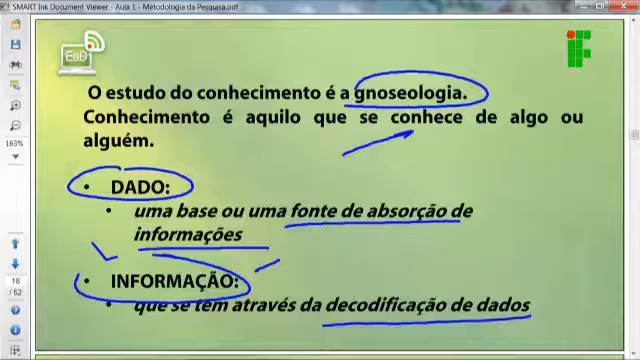 SMART Ink Document Viewer - Aula 1 - Metodologia da Pesquasa.pdf
EaD
O estudo do conhecimento é a gnoseologia.
Conhecimento é aquilo que se conhece de algo ou
alguém.
• DADO:
• uma base ou uma fonte de absorção de
informações
• INFORMAÇÃO:
• que se tem através da decodificação de dados
163%
18
/ 52